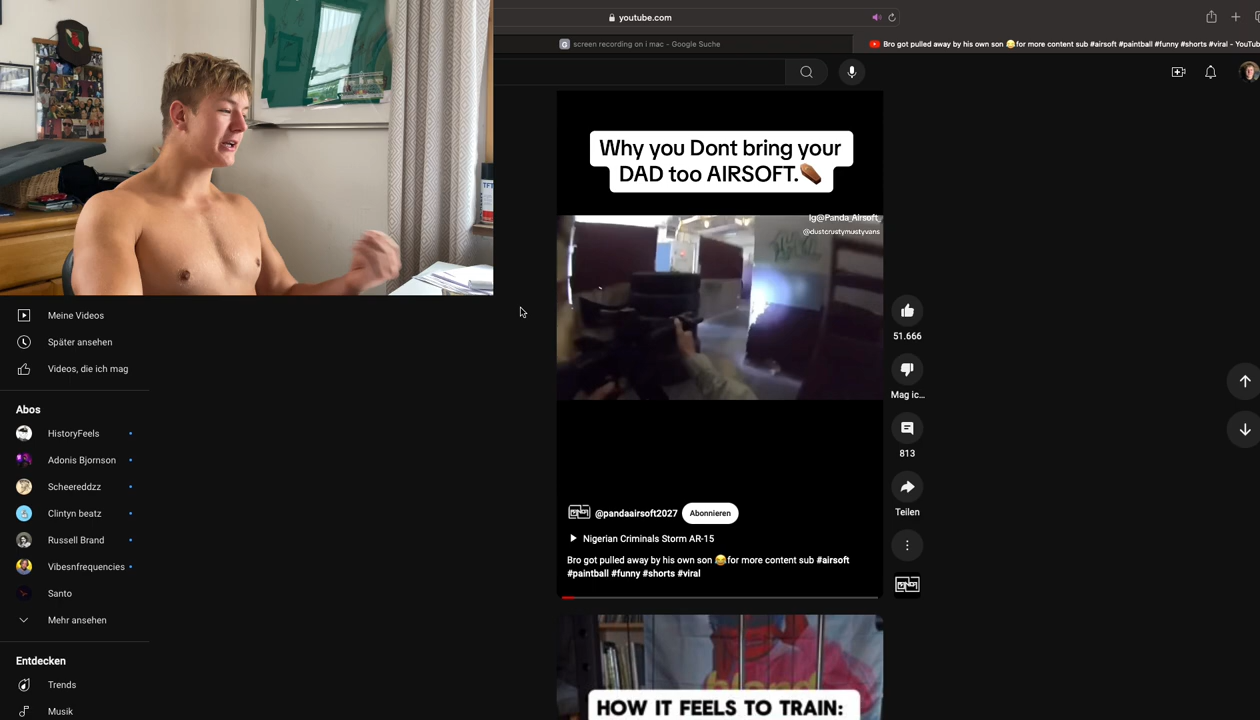 youtube.com
screen recording on i mac - Google Suche
Bro got pulled away by his own son 😂for more content sub #airsoft #paintball #funny #shorts #viral - YouTub
Why you Dont bring your
DAD too AIRSOFT.⚰️
Ig@Panda_Airsoft
@dustcrustymustyvans
TFT
Meine Videos
Später ansehen
Videos, die ich mag
Abos
HistoryFeels
Adonis Bjornson
Scheereddzz
Clintyn beatz
Russell Brand
Vibesnfrequencies
Santo
Mehr ansehen
Entdecken
Trends
Musik
51.666
Mag ic...
813
Teilen
@pandaairsoft2027
Abonnieren
Nigerian Criminals Storm AR-15
Bro got pulled away by his own son 😂for more content sub #airsoft
#paintball #funny #shorts #viral
HOW IT FEELS TO TRAIN: